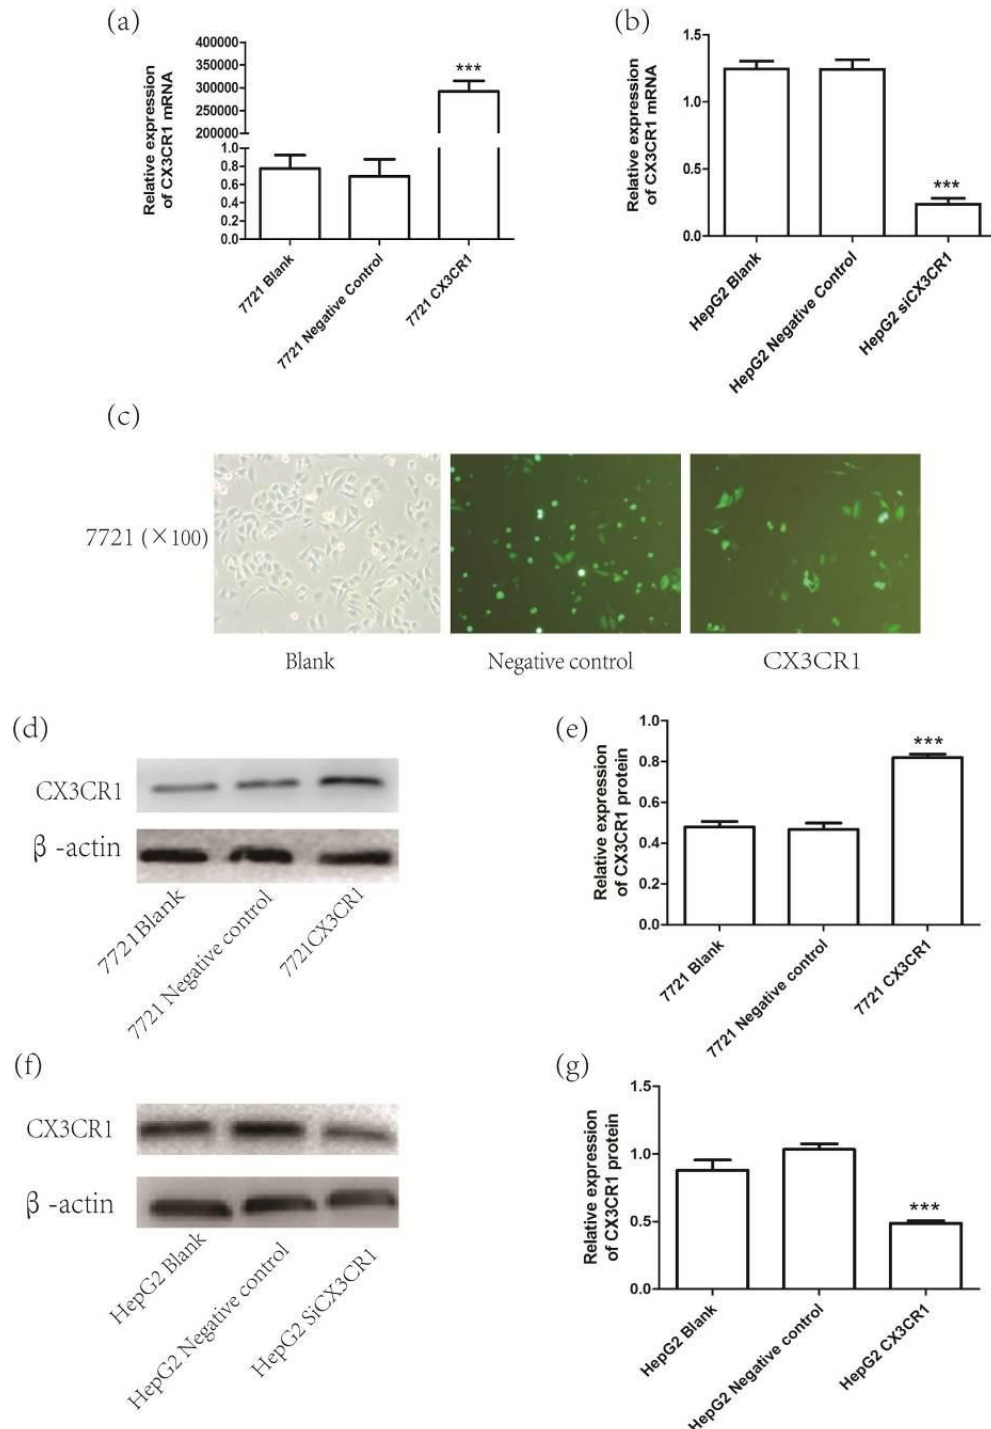 (a)
Relative expression
of CX3CR1 mRNA
400000
300000
200000
100000
1.0
0.8
0.6
0.4
0.2
0.0
***
7721 Blank
7721 Negative Control
7721 CX3CR1
(b)
Relative expression
of CX3CR1 mRNA
1.5
1.0
0.5
0.0
***
HepG2 Blank
HepG2 Negative Control
HepG2 siCX3CR1
(c)
7721 (×100)
Blank
Negative control
CX3CR1
(d)
CX3CR1
β -actin
7721Blank
7721 Negative control
7721CX3CR1
(e)
Relative expression
of CX3CR1 protein
1.0
0.8
0.6
0.4
0.2
0.0
***
7721 Blank
7721 Negative control
7721 CX3CR1
(f)
CX3CR1
β -actin
HepG2 Blank
HepG2 Negative control
HepG2 SiCX3CR1
(g)
Relative expression
of CX3CR1 protein
1.5
1.0
0.5
0.0
***
HepG2 Blank
HepG2 Negative control
HepG2 CX3CR1